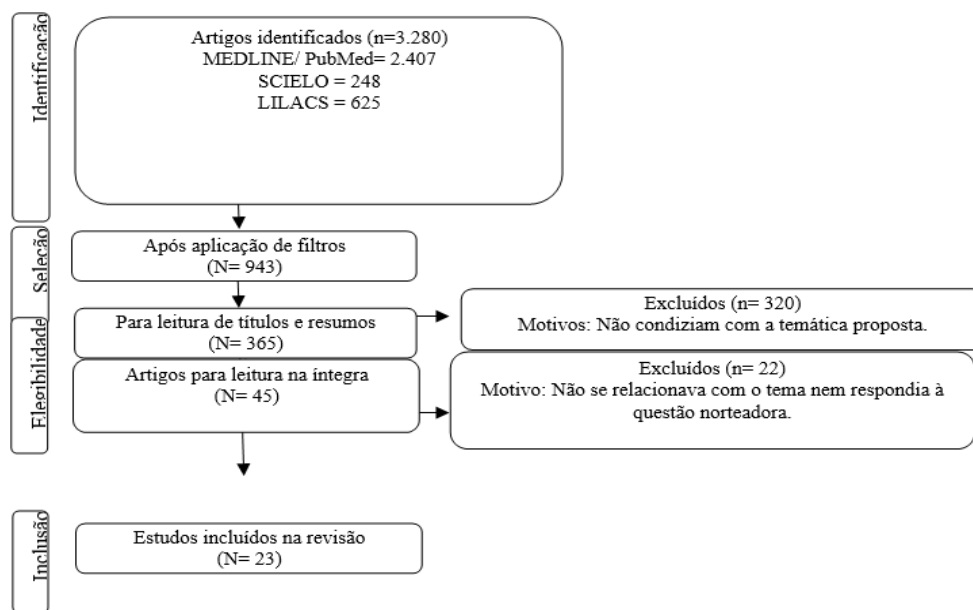 Identificação
Artigos identificados (n=3.280)
MEDLINE/ PubMed= 2.407
SCIELO = 248
LILACS = 625
Seleção
Após aplicação de filtros
(N= 943)
Para leitura de títulos e resumos
(N= 365)
Excluídos (n= 320)
Motivos: Não condiziam com a temática proposta.
Elegibilidade
Artigos para leitura na íntegra
(N= 45)
Excluídos (n= 22)
Motivo: Não se relacionava com o tema nem respondia à
questão norteadora.
Inclusão
Estudos incluídos na revisão
(N= 23)